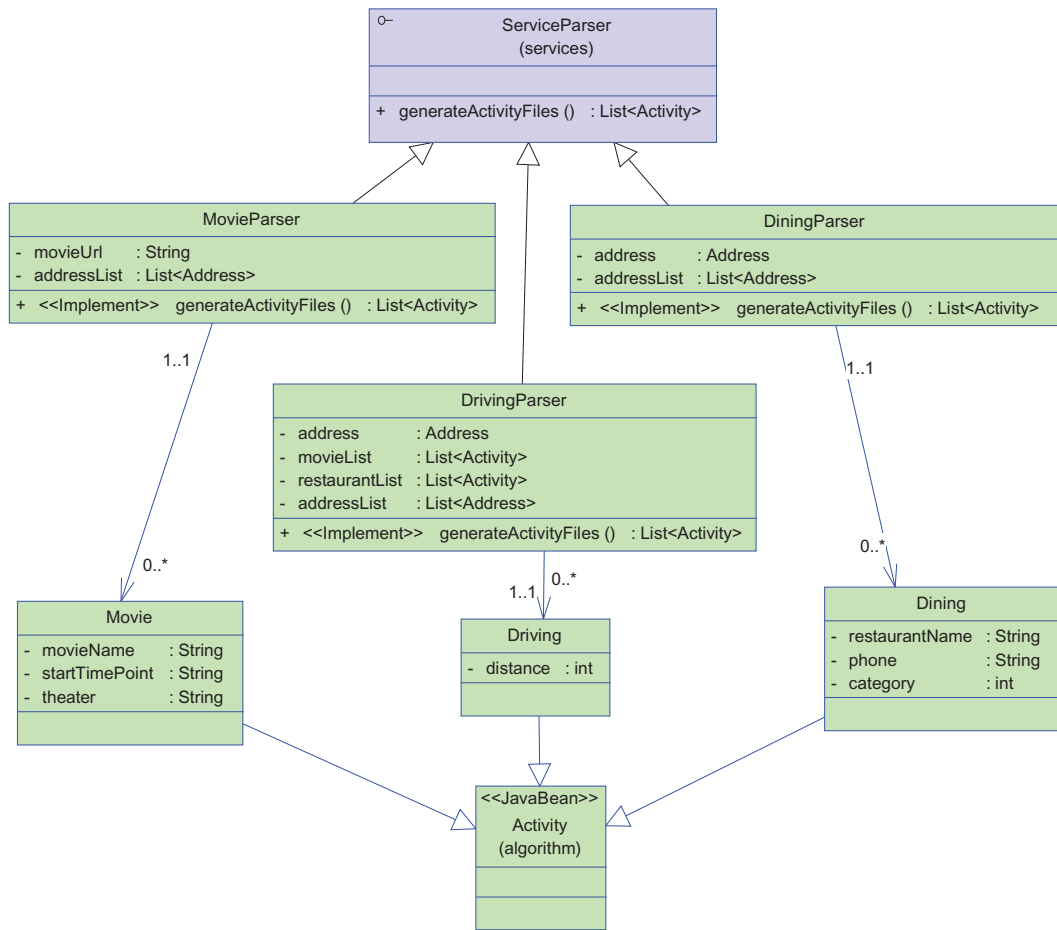 ServiceParser
(services)
+ generateActivityFiles () : List<Activity>
MovieParser
- movieUrl : String
- addressList : List<Address>
+ <<Implement>> generateActivityFiles () : List<Activity>
DiningParser
- address : Address
- addressList : List<Address>
+ <<Implement>> generateActivityFiles () : List<Activity>
1..1
1..1
DrivingParser
- address : Address
- movieList : List<Activity>
- restaurantList : List<Activity>
- addressList : List<Address>
+ <<Implement>> generateActivityFiles () : List<Activity>
0..*
1..1
0..*
0..*
Movie
- movieName : String
- startTimePoint : String
- theater : String
Driving
- distance : int
Dining
- restaurantName : String
- phone : String
- category : int
<<JavaBean>>
Activity
(algorithm)